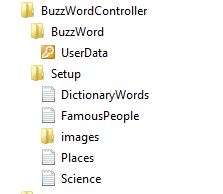 BuzzWordController
BuzzWord
UserData
Setup
DictionaryWords
FamousPeople
images
Places
Science